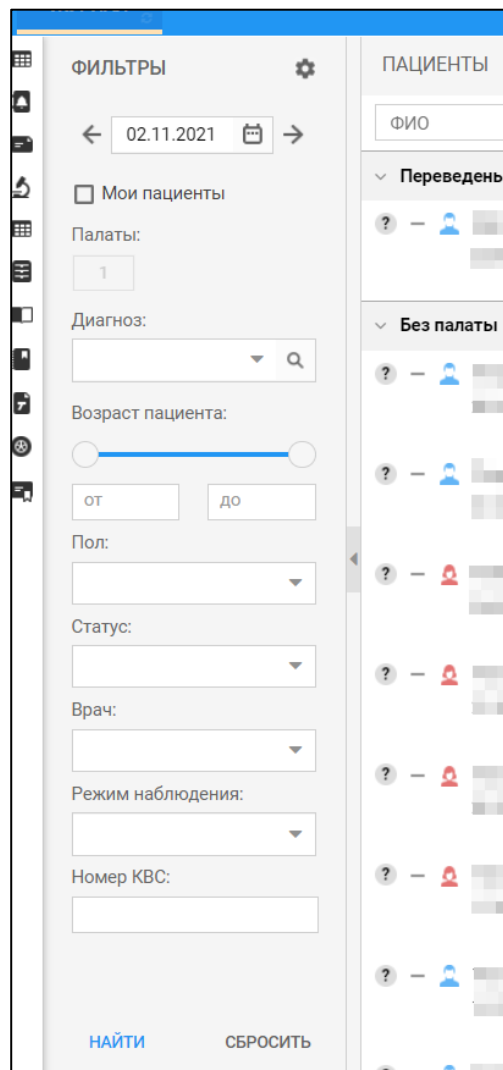 ФИЛЬТРЫ
02.11.2021
Мои пациенты
Палаты:
1
Диагноз:
Возраст пациента:
от до
Пол:
Статус:
Врач:
Режим наблюдения:
Номер КВС:
НАЙТИ СБРОСИТЬ
ПАЦИЕНТЫ
ФИО
Переведены
Без палаты